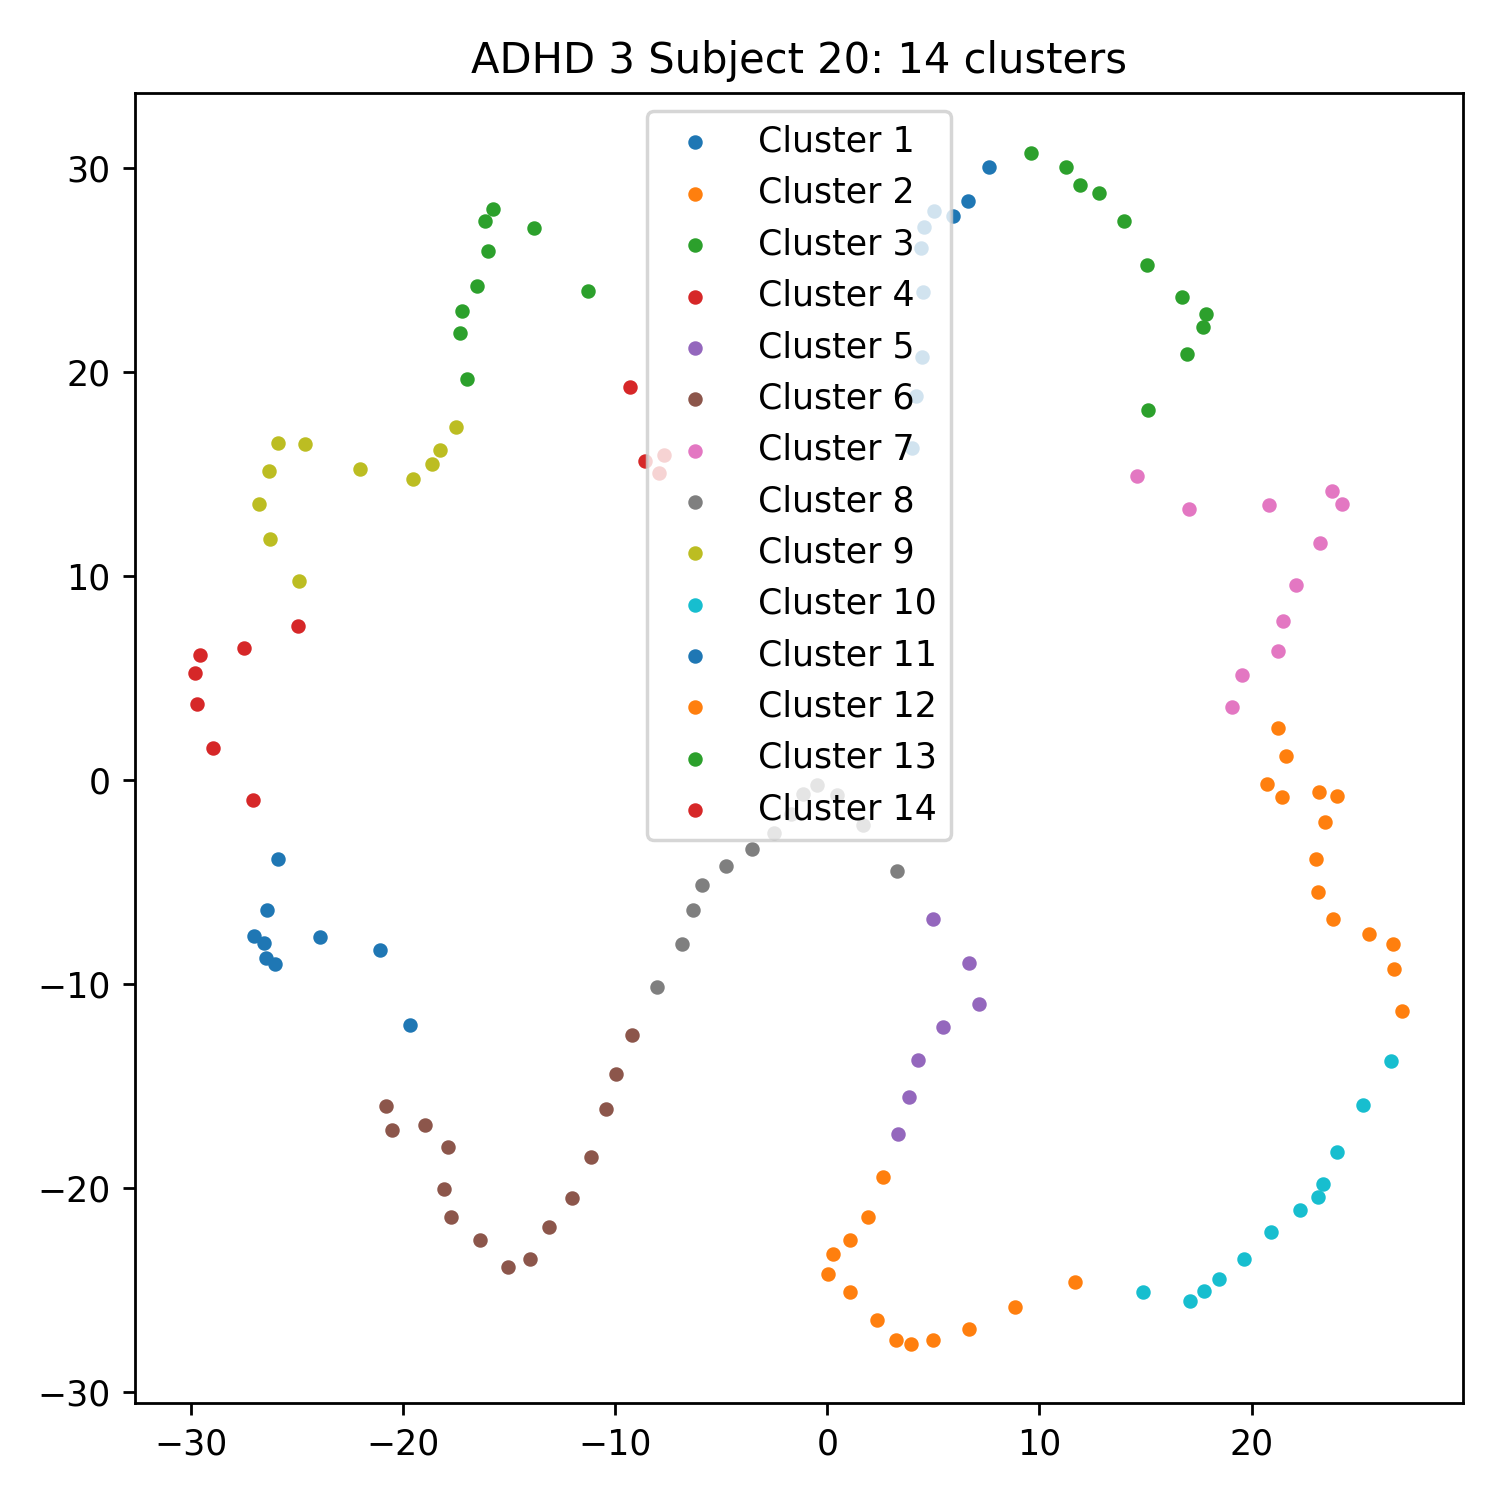 ADHD 3 Subject 20: 14 clusters
Cluster 1
Cluster 2
Cluster 3
Cluster 4
Cluster 5
Cluster 6
Cluster 7
Cluster 8
Cluster 9
Cluster 10
Cluster 11
Cluster 12
Cluster 13
Cluster 14
30
20
10
0
−10
−20
−30
−30 −20 −10 0 10 20